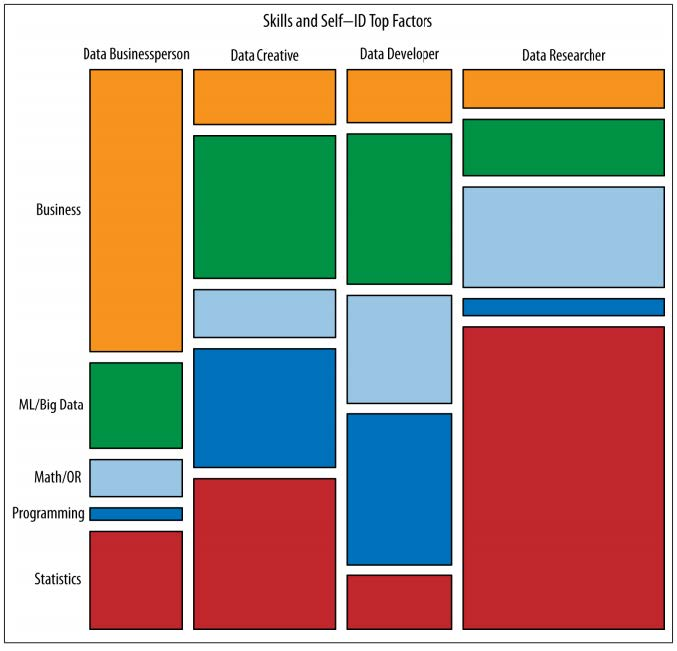 Skills and Self–ID Top Factors
Data Businessperson
Data Creative
Data Developer
Data Researcher
Business
ML/Big Data
Math/OR
Programming
Statistics